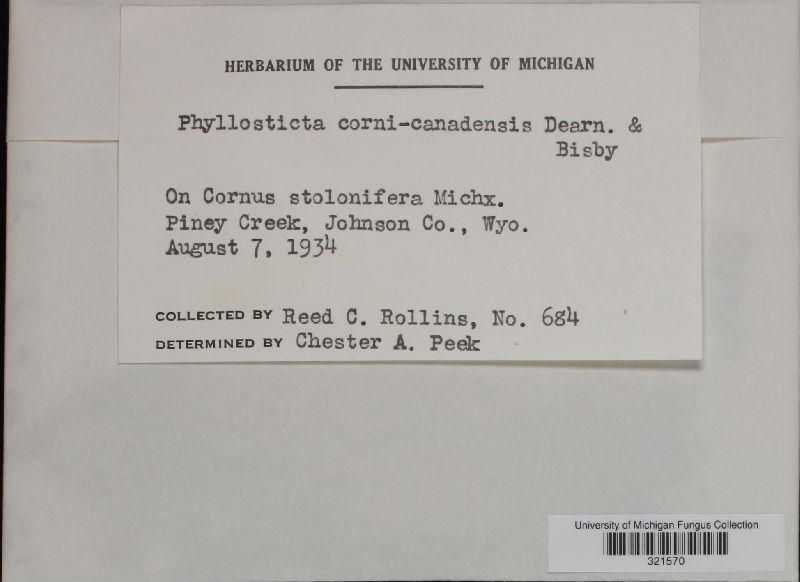 HERBARIUM OF THE UNIVERSITY OF MICHIGAN
Phyllosticta corni-canadensis Dearn. &
Bisby
On Cornus stolonifera Michx.
Piney Creek, Johnson Co., Wyo.
August 7, 1934
COLLECTED BY Reed C. Rollins, No. 684
DETERMINED BY Chester A. Peek
University of Michigan Fungus Collection
321570